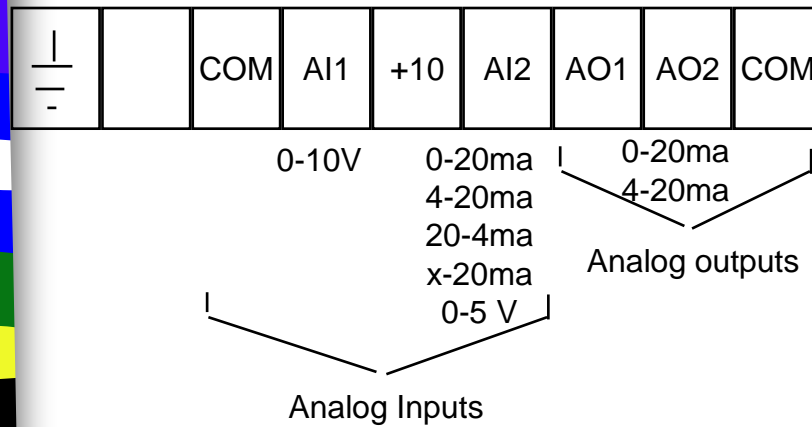 COM AI1 +10 AI2 AO1 AO2 COM
0-10V 0-20ma 0-20ma
4-20ma 4-20ma
20-4ma
x-20ma
0-5 V
Analog outputs
Analog Inputs